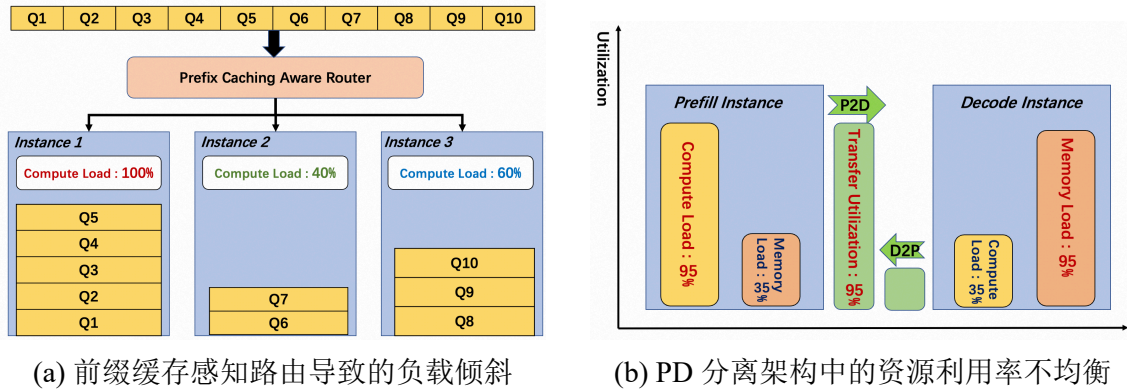 Q1 Q2 Q3 Q4 Q5 Q6 Q7 Q8 Q9 Q10
Prefix Caching Aware Router
Instance 1
Compute Load : 100%
Q5
Q4
Q3
Q2
Q1
Instance 2
Compute Load : 40%
Q7
Q6
Instance 3
Compute Load : 60%
Q10
Q9
Q8
(a) 前缀缓存感知路由导致的负载倾斜
Utilization
Prefill Instance
Compute Load : 95%
Memory
Load : 35%
P2D
Transfer Utilization : 95%
D2P
Decode Instance
Compute
Load : 35%
Memory Load : 95%
(b) PD 分离架构中的资源利用率不均衡